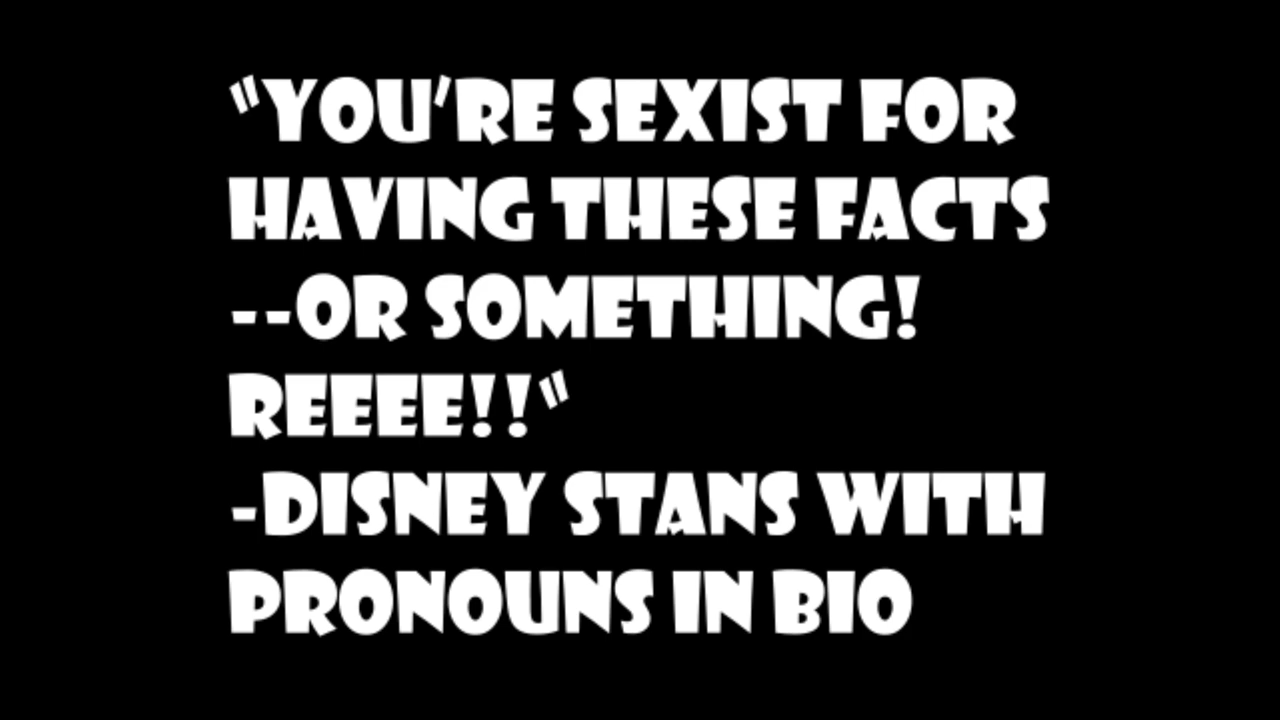 "YOU'RE SEXIST FOR
HAVING THESE FACTS
--OR SOMETHING!
REEEE!!"
-DISNEY STANS WITH
PRONOUNS IN BIO